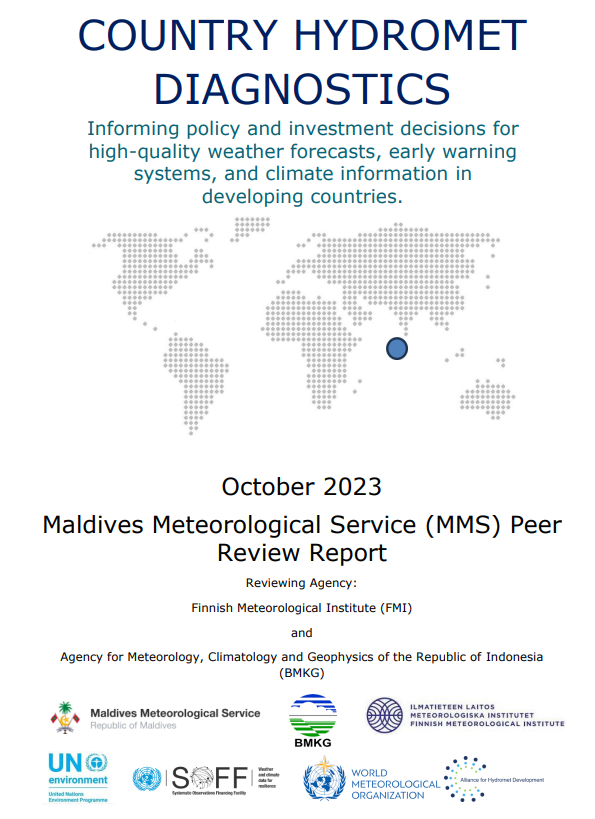 COUNTRY HYDROMET
DIAGNOSTICS
Informing policy and investment decisions for
high-quality weather forecasts, early warning
systems, and climate information in
developing countries.
October 2023
Maldives Meteorological Service (MMS) Peer
Review Report
Reviewing Agency:
Finnish Meteorological Institute (FMI)
and
Agency for Meteorology, Climatology and Geophysics of the Republic of Indonesia
(BMKG)
Maldives Meteorological Service
Republic of Maldives
BMKG
ILMATIETEEN LAITOS
METEOROLOGISKA INSTITUTET
FINNISH METEOROLOGICAL INSTITUTE
UN
environment
United Nations
Environment Programme
SOFF
Systematic Observations Financing Facility
Weather
and climate
data for
resilience
WORLD
METEOROLOGICAL
ORGANIZATION
Alliance for Hydromet Development